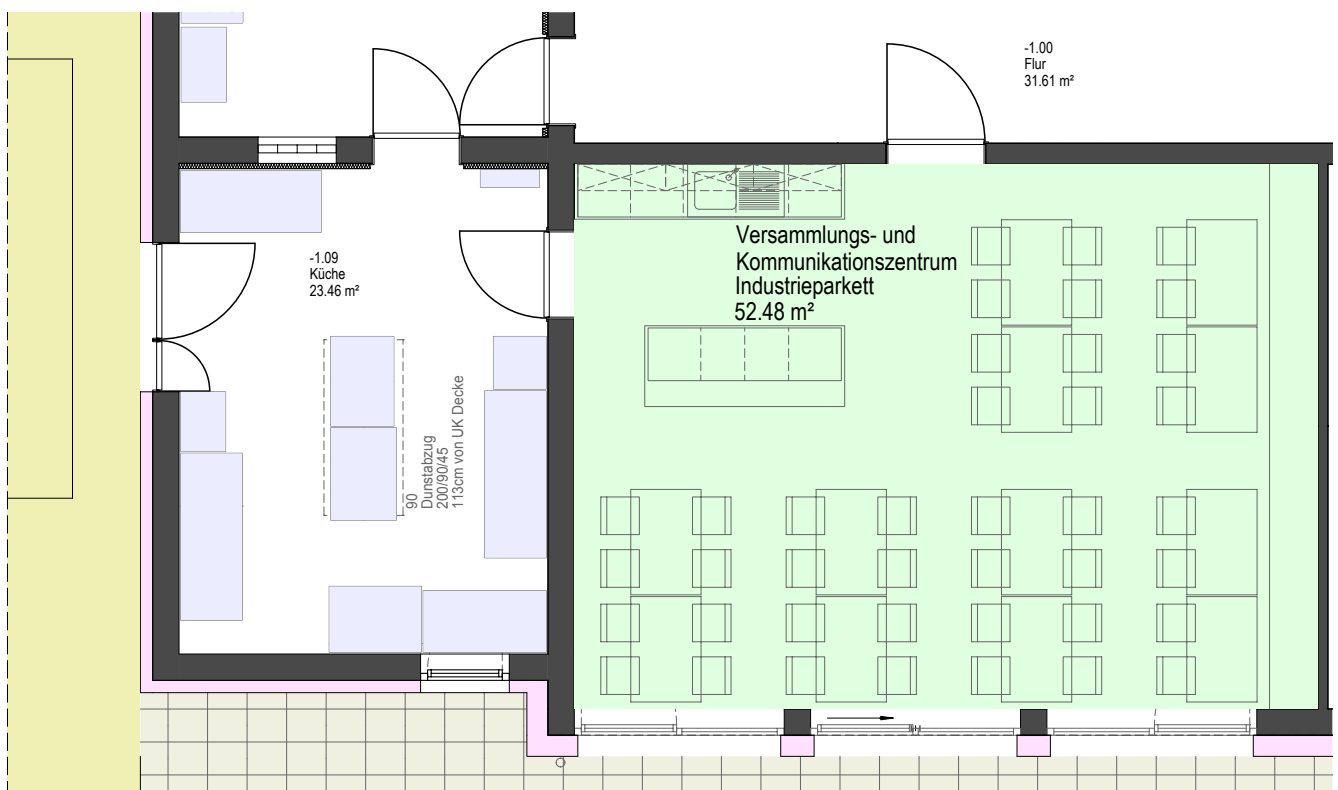 -1.00
Flur
31.61 m²
Versammlungs- und
Kommunikationszentrum
Industrieparkett
52.48 m²
-1.09
Küche
23.46 m²
90
Dunstabzug
200/90/45
113cm von UK Decke